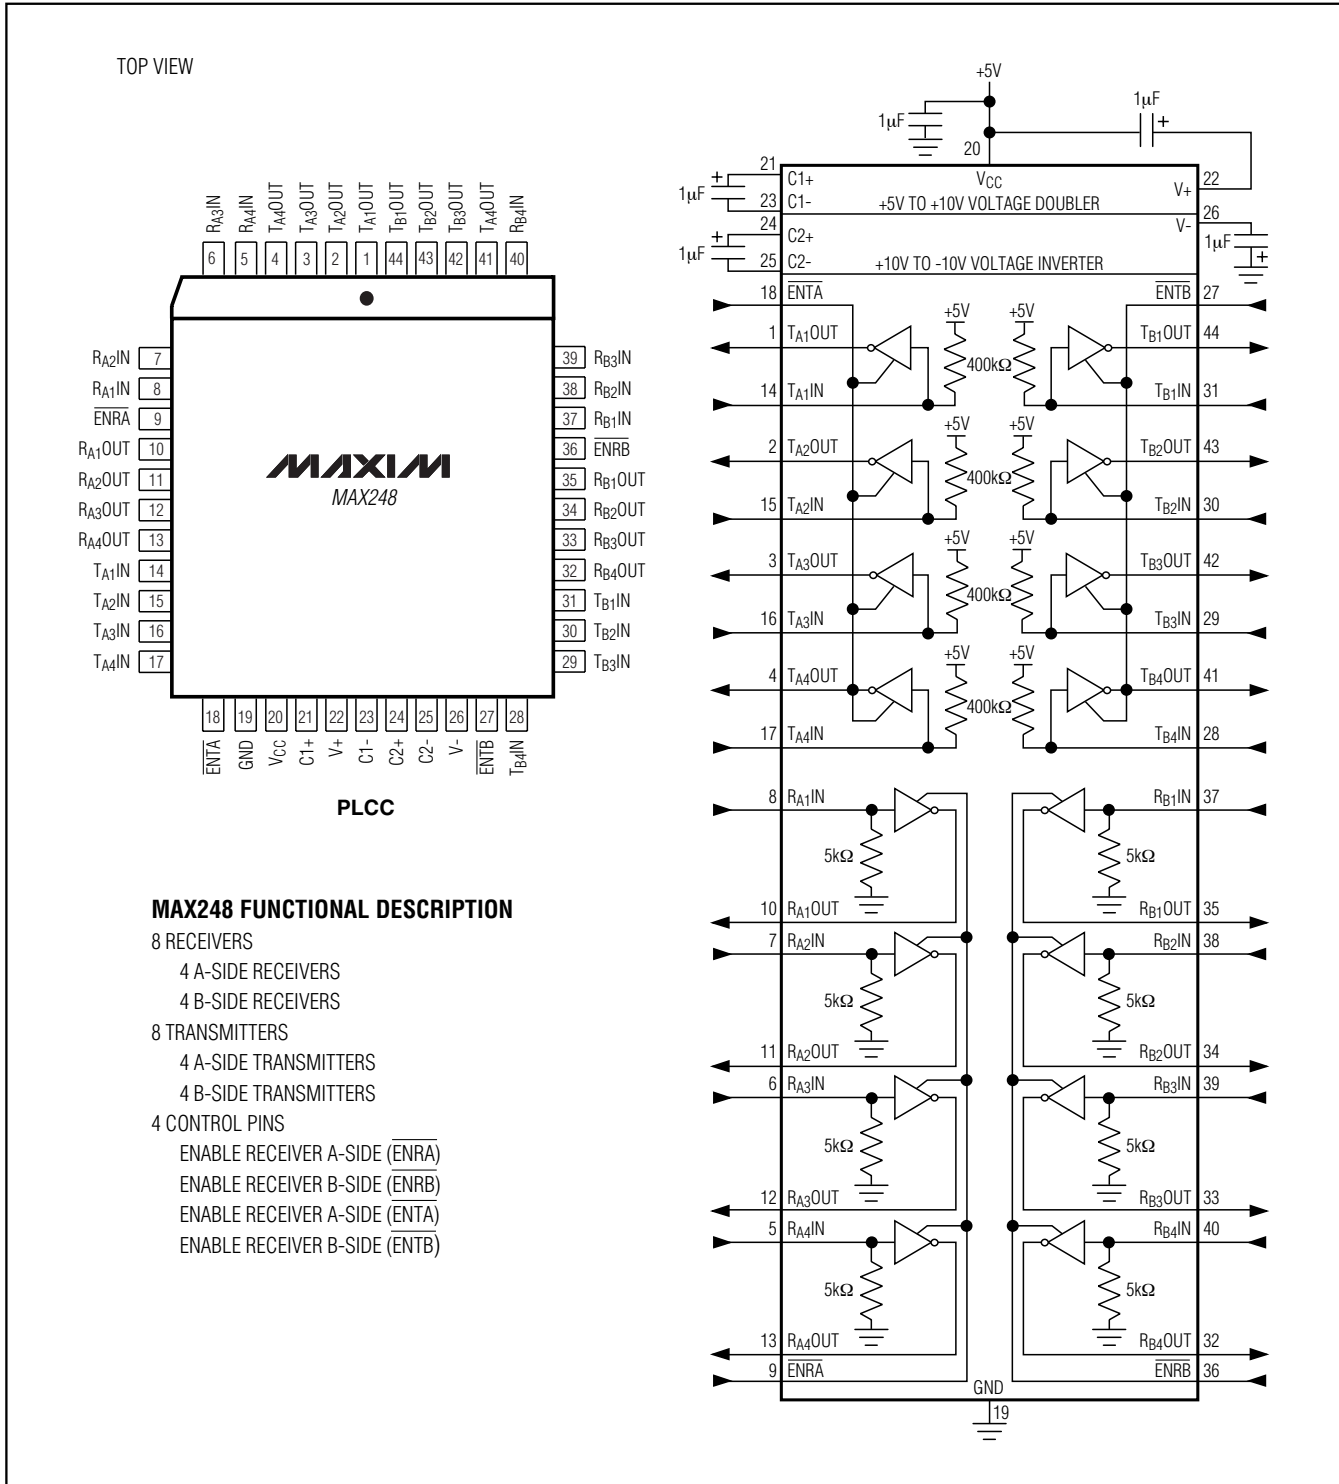 TOP VIEW
RA3IN RA4IN TA4OUT TA3OUT TA2OUT TA1OUT TB1OUT TB2OUT TB3OUT TA4OUT RB4IN
6 5 4 3 2 1 44 43 42 41 40
RA2IN 7
RA1IN 8
ENRA 9
RA1OUT 10
RA2OUT 11
RA3OUT 12
RA4OUT 13
TA1IN 14
TA2IN 15
TA3IN 16
TA4IN 17
MAXIM
MAX248
39 RB3IN
38 RB2IN
37 RB1IN
36 ENRB
35 RB1OUT
34 RB2OUT
33 RB3OUT
32 RB4OUT
31 TB1IN
30 TB2IN
29 TB3IN
18 19 20 21 22 23 24 25 26 27 28
ENTA GND VCC C1+ V+ C1- C2+ C2- V- ENTB TB4IN
PLCC
MAX248 FUNCTIONAL DESCRIPTION
8 RECEIVERS
4 A-SIDE RECEIVERS
4 B-SIDE RECEIVERS
8 TRANSMITTERS
4 A-SIDE TRANSMITTERS
4 B-SIDE TRANSMITTERS
4 CONTROL PINS
ENABLE RECEIVER A-SIDE (ENRA)
ENABLE RECEIVER B-SIDE (ENRB)
ENABLE RECEIVER A-SIDE (ENTA)
ENABLE RECEIVER B-SIDE (ENTB)
+5V
1µF 1µF +
20
21 C1+ VCC V+ 22
+ 1µF
23 C1- +5V TO +10V VOLTAGE DOUBLER
26 V-
24 C2+
+ 1µF 1µF +
25 C2- +10V TO -10V VOLTAGE INVERTER
18 ENTA ENTB 27
+5V +5V
1 TA1OUT TB1OUT 44
400kΩ
14 TA1IN TB1IN 31
+5V +5V
2 TA2OUT TB2OUT 43
400kΩ
15 TA2IN TB2IN 30
+5V +5V
3 TA3OUT TB3OUT 42
400kΩ
16 TA3IN TB3IN 29
+5V +5V
4 TA4OUT TB4OUT 41
400kΩ
17 TA4IN TB4IN 28
8 RA1IN RB1IN 37
5kΩ 5kΩ
10 RA1OUT RB1OUT 35
7 RA2IN RB2IN 38
5kΩ 5kΩ
11 RA2OUT RB2OUT 34
6 RA3IN RB3IN 39
5kΩ 5kΩ
12 RA3OUT RB3OUT 33
5 RA4IN RB4IN 40
5kΩ 5kΩ
13 RA4OUT RB4OUT 32
9 ENRA ENRB 36
GND
19